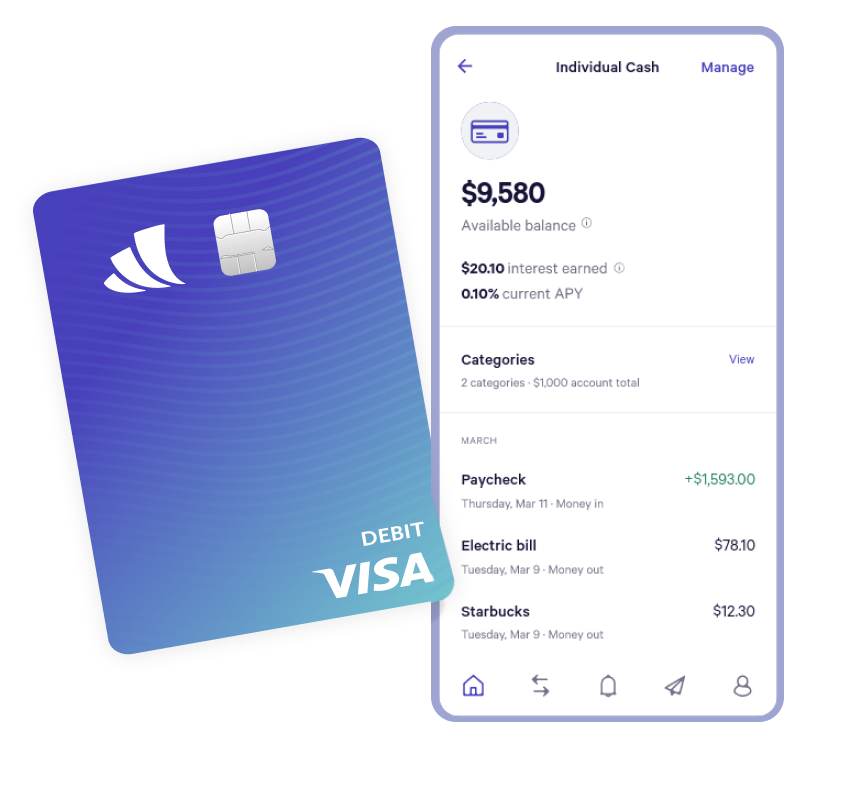 DEBIT
VISA
Individual Cash Manage
$9,580
Available balance
$20.10 interest earned
0.10% current APY
Categories View
2 categories · $1,000 account total
MARCH
Paycheck +$1,593.00
Thursday, Mar 11 · Money in
Electric bill $78.10
Tuesday, Mar 9 · Money out
Starbucks $12.30
Tuesday, Mar 9 · Money out